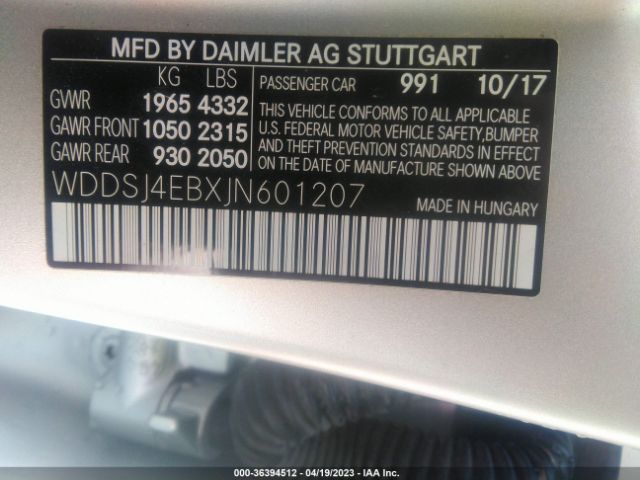 MFD BY DAIMLER AG STUTTGART
KG LBS
GVWR 1965 4332
GAWR FRONT 1050 2315
GAWR REAR 930 2050
PASSENGER CAR 991 10/17
THIS VEHICLE CONFORMS TO ALL APPLICABLE
U.S. FEDERAL MOTOR VEHICLE SAFETY,BUMPER
AND THEFT PREVENTION STANDARDS IN EFFECT
ON THE DATE OF MANUFACTURE SHOWN ABOVE
WDDSJ4EBXJN601207
MADE IN HUNGARY
000-36394512 - 04/19/2023 - IAA Inc.